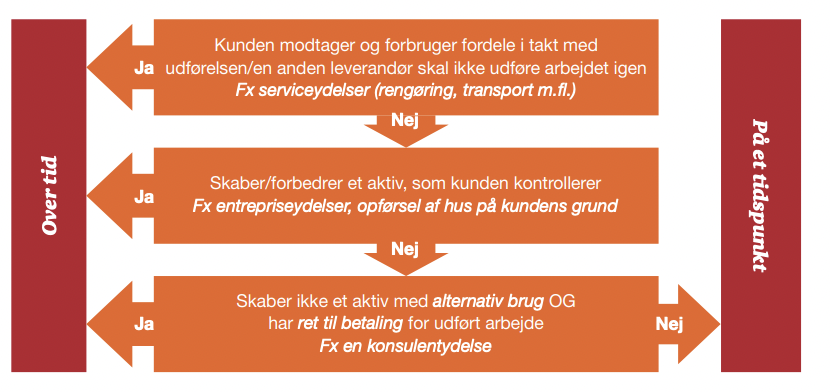 Over tid
Ja
Kunden modtager og forbruger fordele i takt med
udførelsen/en anden leverandør skal ikke udføre arbejdet igen
Fx serviceydelser (rengøring, transport m.fl.)
Nej
Ja
Skaber/forbedrer et aktiv, som kunden kontrollerer
Fx entrepriseydelser, opførsel af hus på kundens grund
Nej
Ja
Skaber ikke et aktiv med alternativ brug OG
har ret til betaling for udført arbejde
Fx en konsulentydelse
Nej
På et tidspunkt